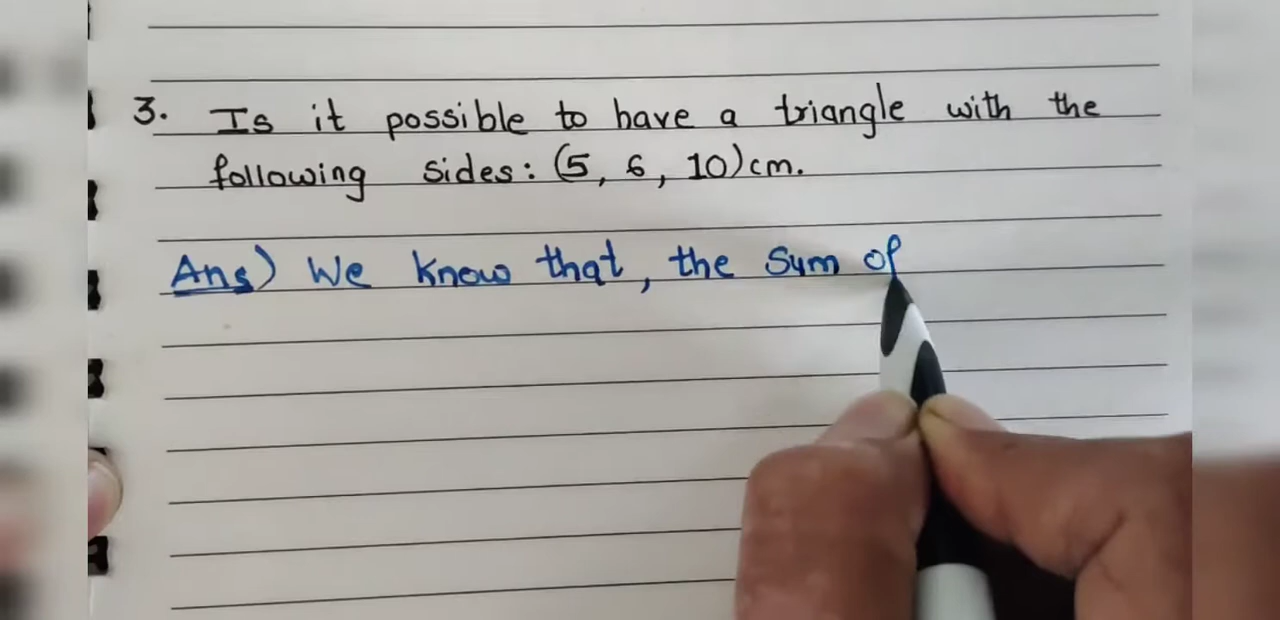 3. Is it possible to have a triangle with the
following sides: (5, 6, 10)cm.
Ans) We know that, the sum of